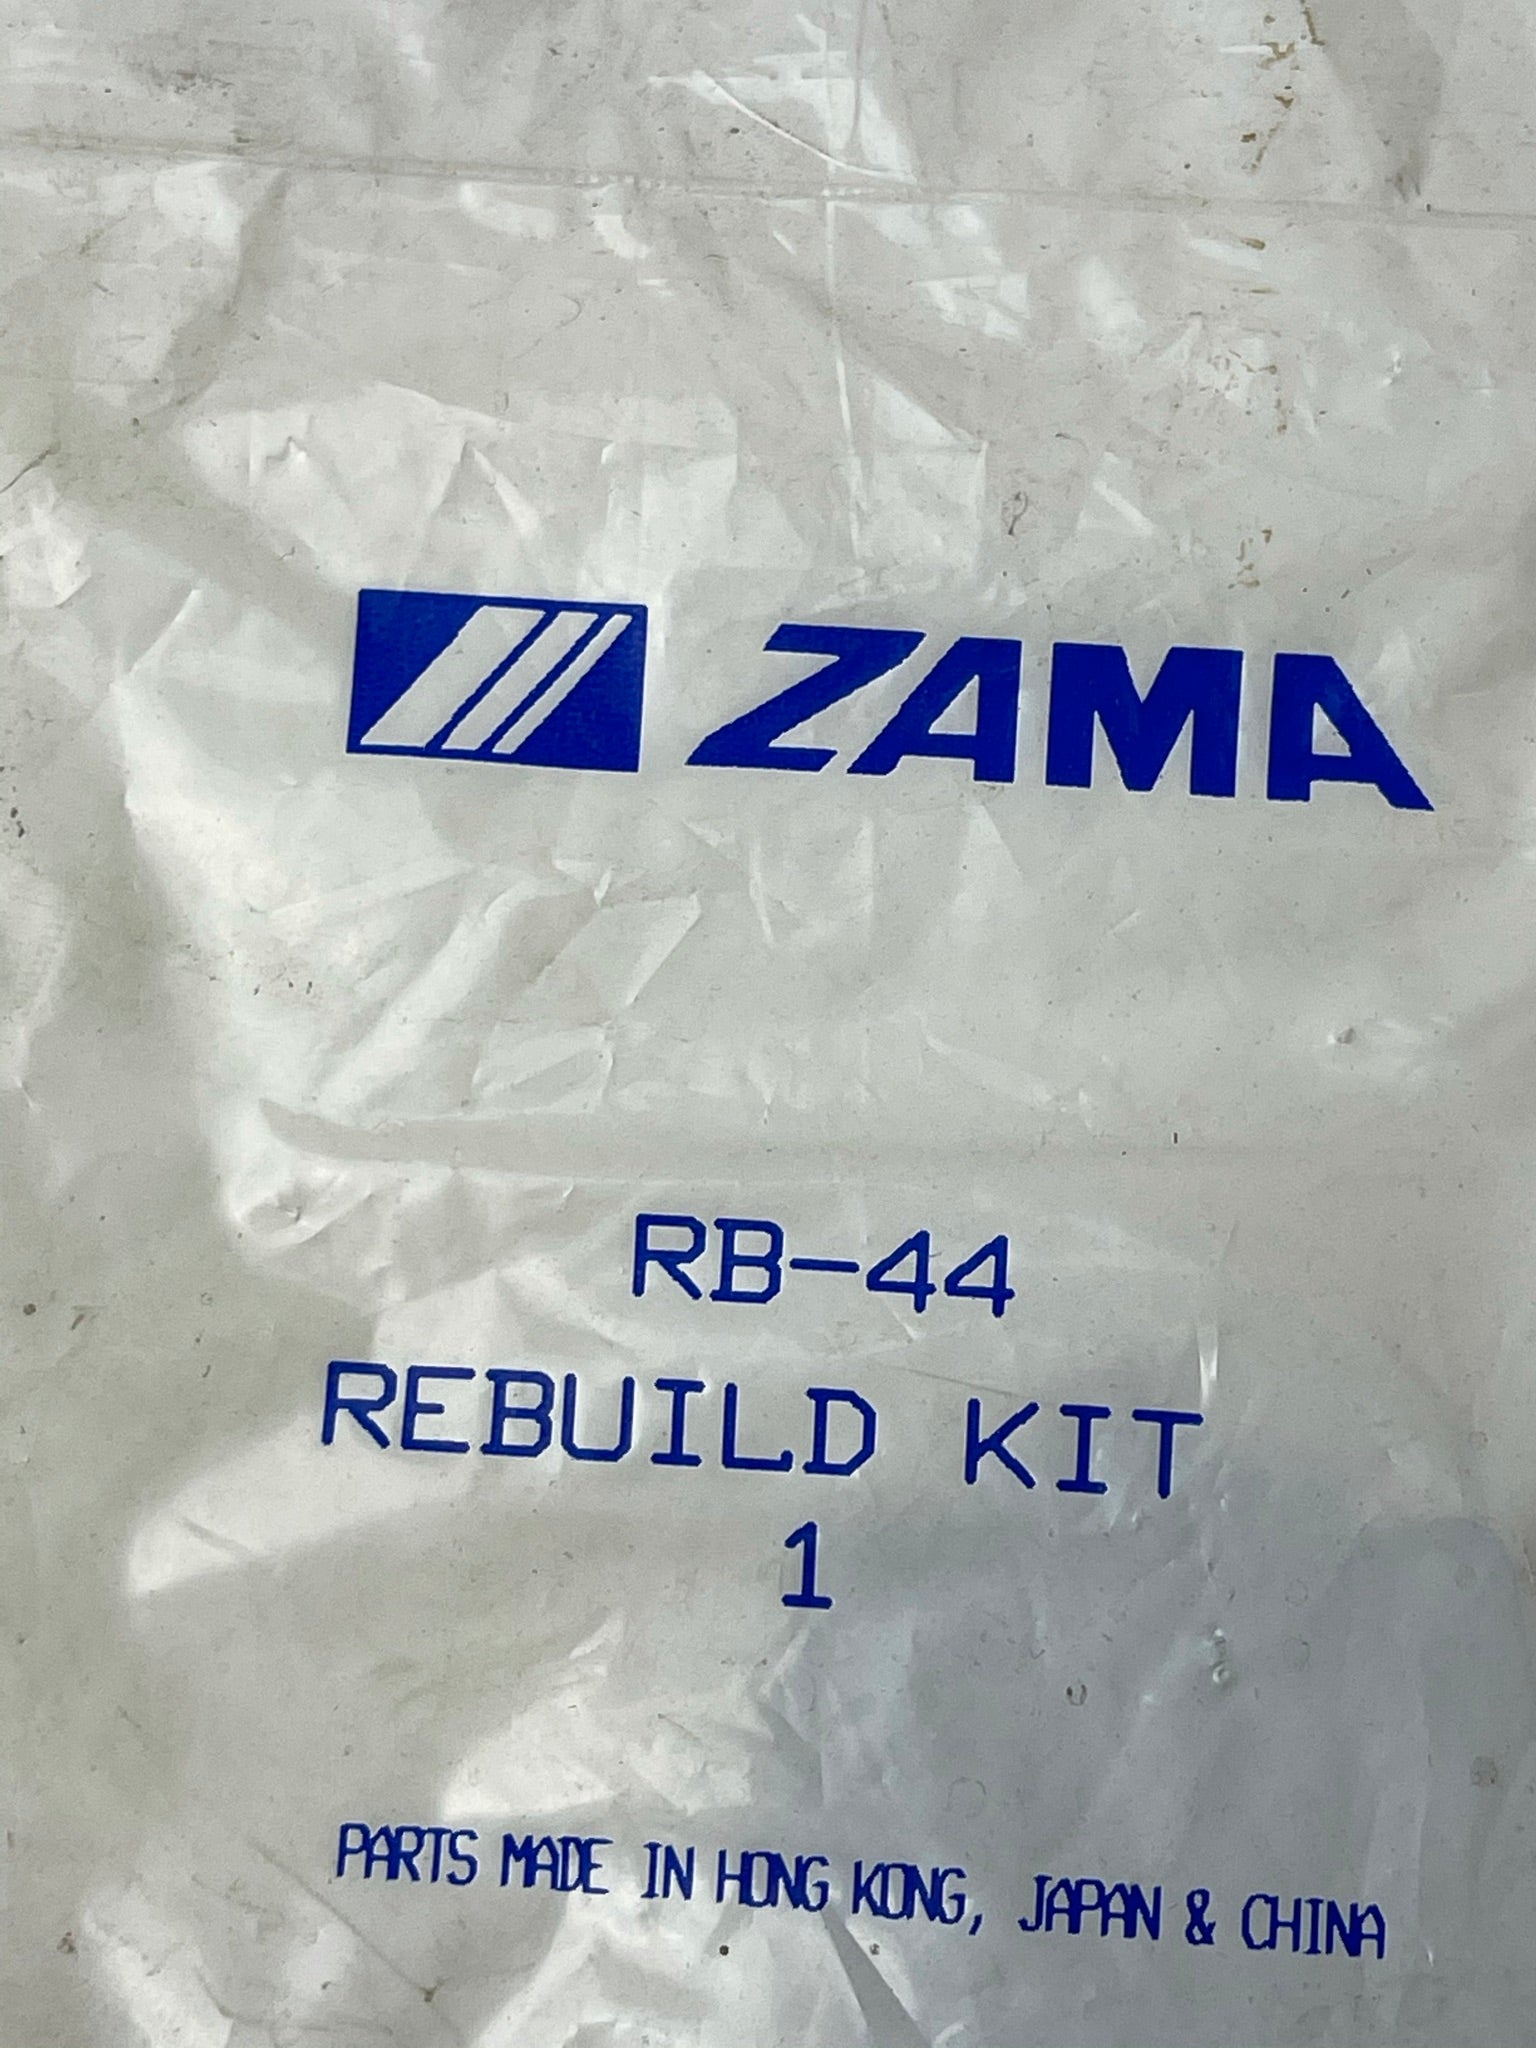 ZAMA
RB-44
REBUILD KIT
1
PARTS MADE IN HONG KONG, JAPAN & CHINA